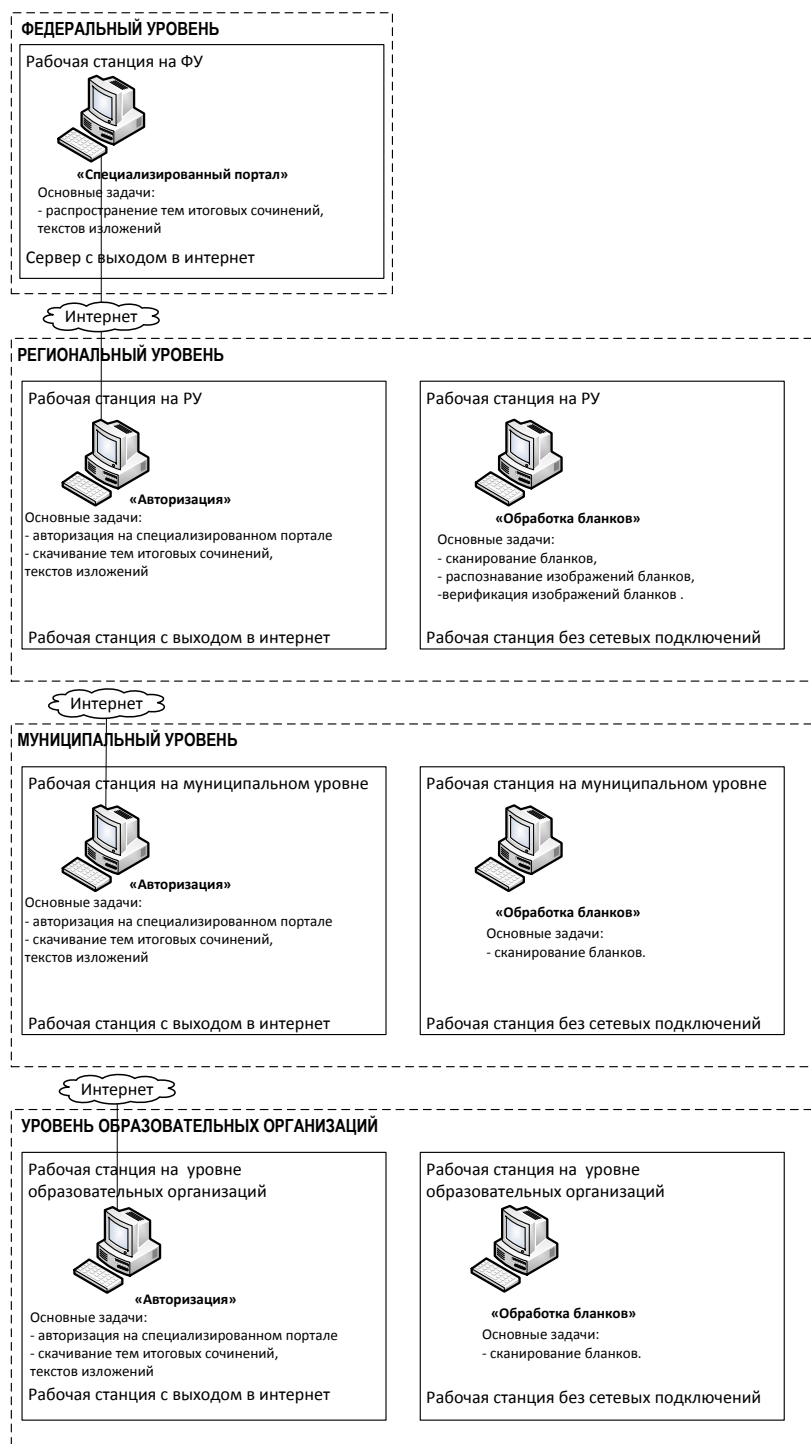 ФЕДЕРАЛЬНЫЙ УРОВЕНЬ
Рабочая станция на ФУ
«Специализированный портал»
Основные задачи:
- распространение тем итоговых сочинений,
текстов изложений
Сервер с выходом в интернет
Интернет
РЕГИОНАЛЬНЫЙ УРОВЕНЬ
Рабочая станция на РУ
«Авторизация»
Основные задачи:
- авторизация на специализированном портале
- скачивание тем итоговых сочинений,
текстов изложений
Рабочая станция с выходом в интернет
Рабочая станция на РУ
«Обработка бланков»
Основные задачи:
- сканирование бланков,
- распознавание изображений бланков,
-верификация изображений бланков .
Рабочая станция без сетевых подключений
Интернет
МУНИЦИПАЛЬНЫЙ УРОВЕНЬ
Рабочая станция на муниципальном уровне
«Авторизация»
Основные задачи:
- авторизация на специализированном портале
- скачивание тем итоговых сочинений,
текстов изложений
Рабочая станция с выходом в интернет
Рабочая станция на муниципальном уровне
«Обработка бланков»
Основные задачи:
- сканирование бланков.
Рабочая станция без сетевых подключений
Интернет
УРОВЕНЬ ОБРАЗОВАТЕЛЬНЫХ ОРГАНИЗАЦИЙ
Рабочая станция на уровне
образовательных организаций
«Авторизация»
Основные задачи:
- авторизация на специализированном портале
- скачивание тем итоговых сочинений,
текстов изложений
Рабочая станция с выходом в интернет
Рабочая станция на уровне
образовательных организаций
«Обработка бланков»
Основные задачи:
- сканирование бланков.
Рабочая станция без сетевых подключений